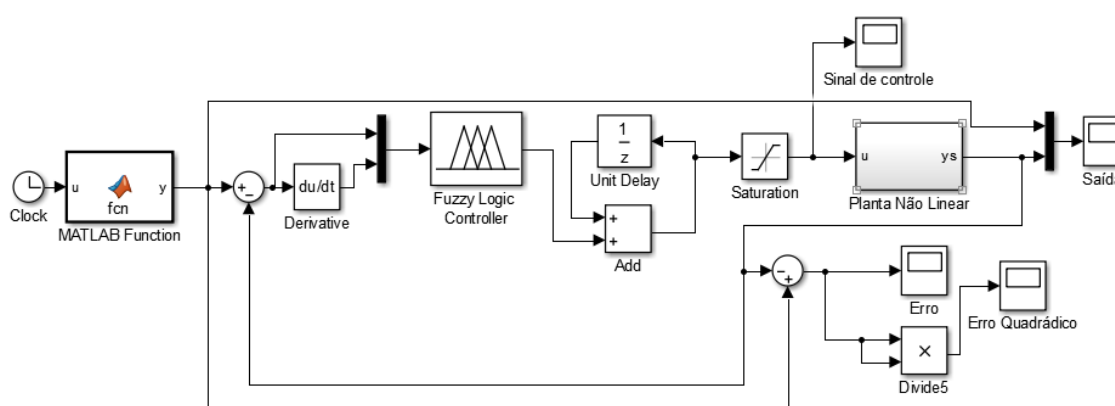 Sinal de controle
u
fcn
y
Clock
MATLAB Function
+
−
du/dt
Derivative
Fuzzy Logic
Controller
1
z
Unit Delay
+
+
Add
Saturation
u
ys
Planta Não Linear
Saída
−
+
Erro
Erro Quadrádico
×
Divide5